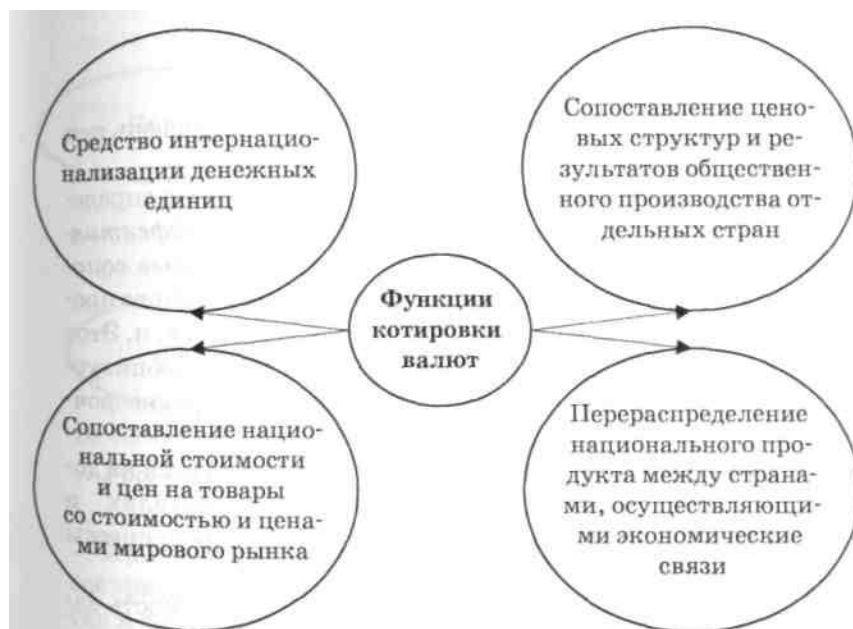 Средство интернацио-
нализации денежных
единиц
Сопоставление цено-
вых структур и ре-
зультатов обществен-
ного производства от-
дельных стран
Функции
котировки
валют
Сопоставление нацио-
нальной стоимости
и цен на товары
со стоимостью и цена-
ми мирового рынка
Перераспределение
национального про-
дукта между страна-
ми, осуществляющи-
ми экономические
связи